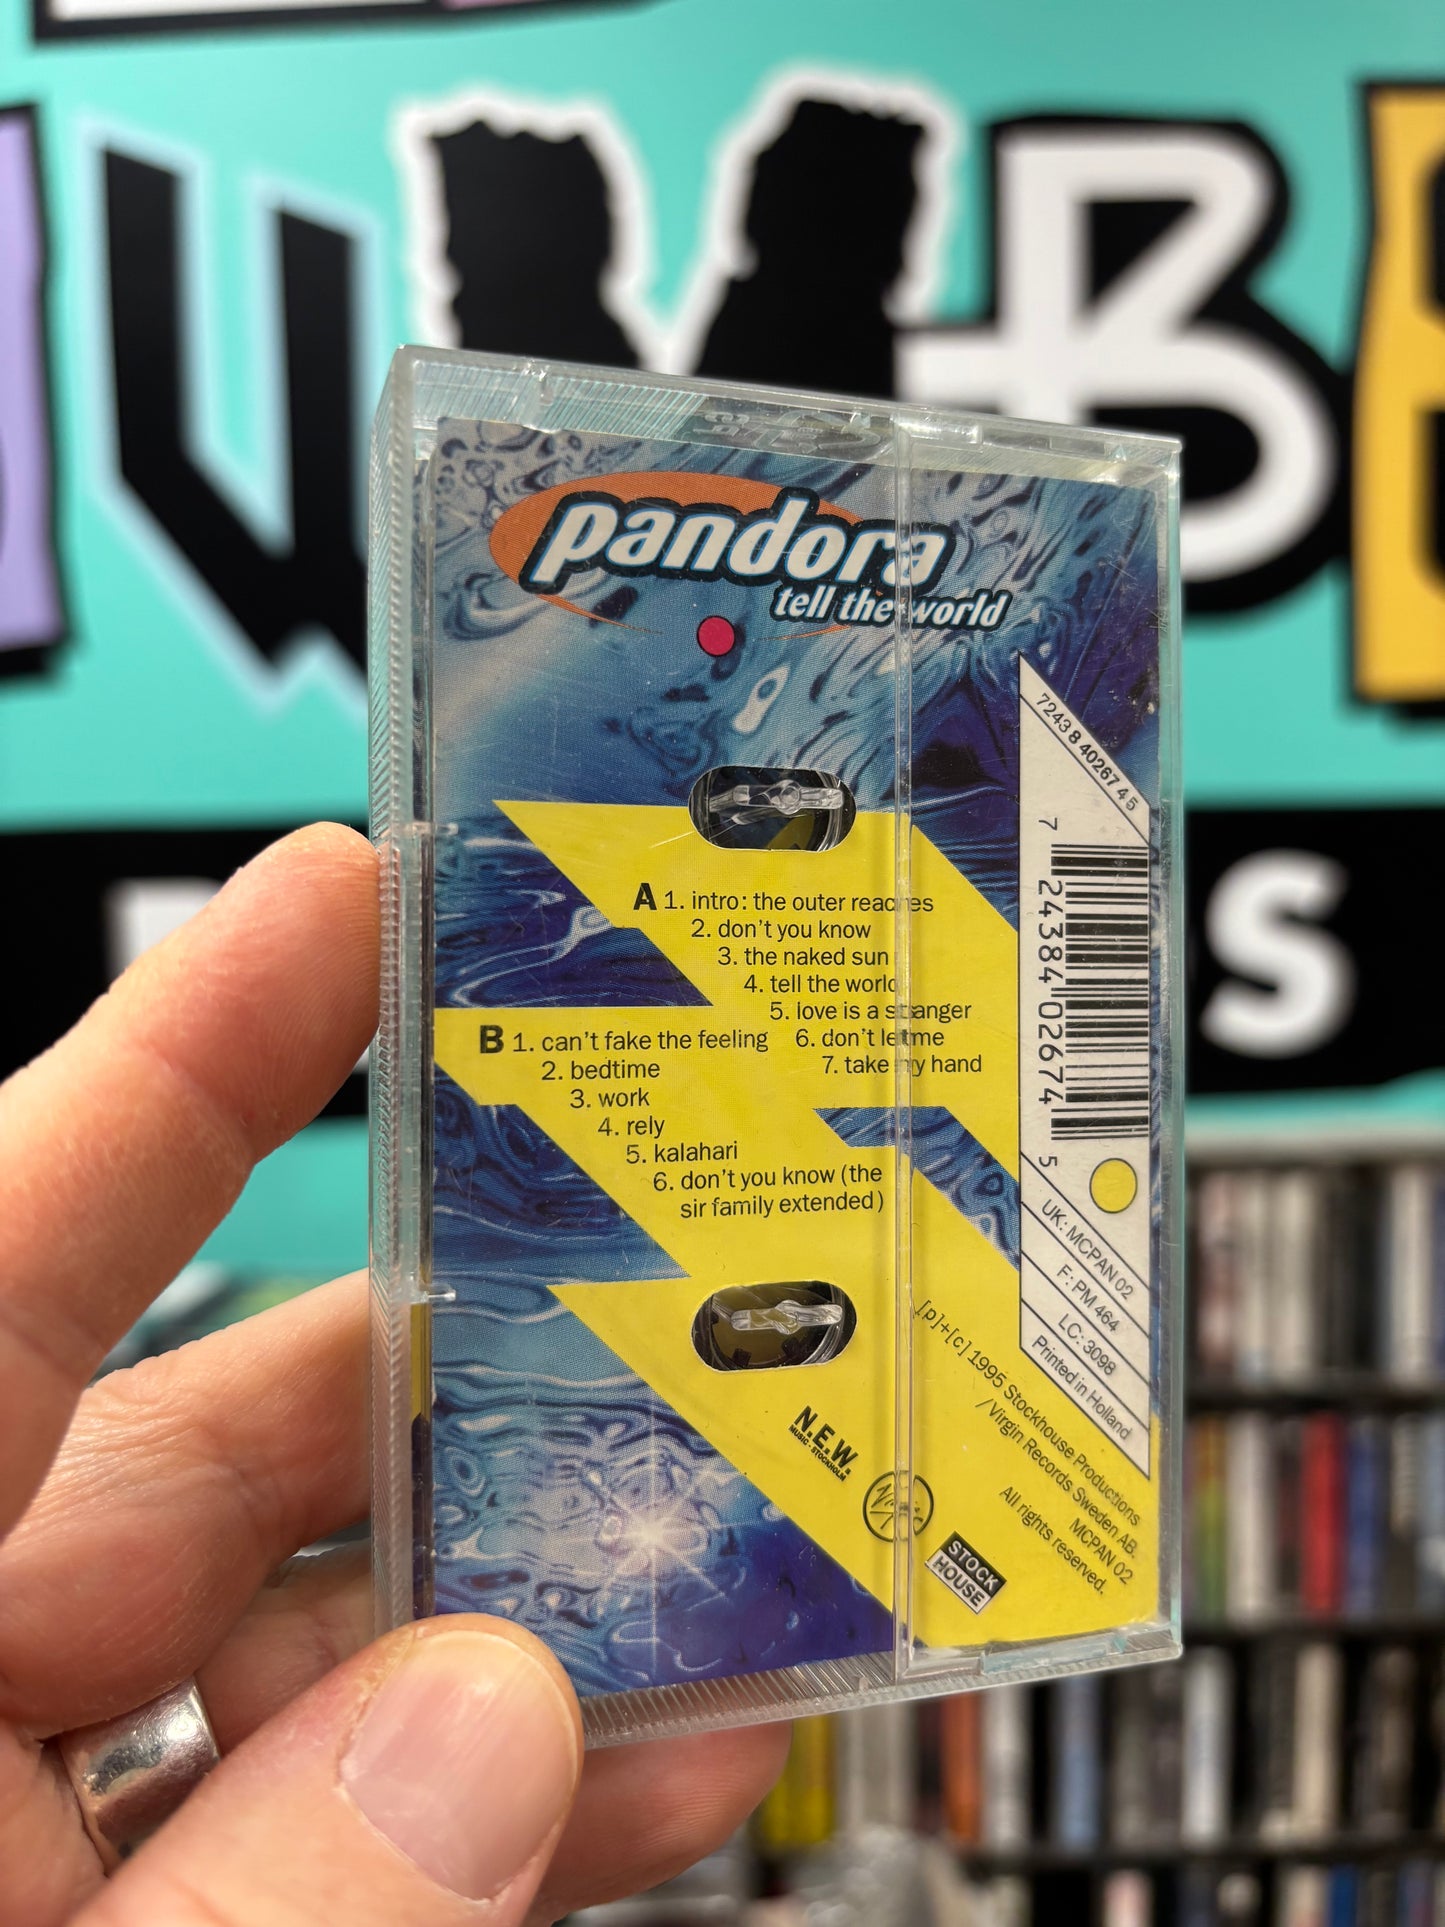 pandora
tell the world
7243 8 40267 4 5
7 24384 02674 5
A 1. intro: the outer reaches
2. don't you know
3. the naked sun
4. tell the world
5. love is a stranger
6. don't let me
7. take my hand
B 1. can't fake the feeling
2. bedtime
3. work
4. rely
5. kalahari
6. don't you know (the
sir family extended)
UK: MCPAN 02
F: PM 464
LC: 3098
Printed in Holland
[p]+[c] 1995 Stockhouse Productions
/Virgin Records Sweden AB.
MCPAN 02
All rights reserved.
N.E.W.
MUSIC - STOCKHOLM
Virgin
STOCK
HOUSE